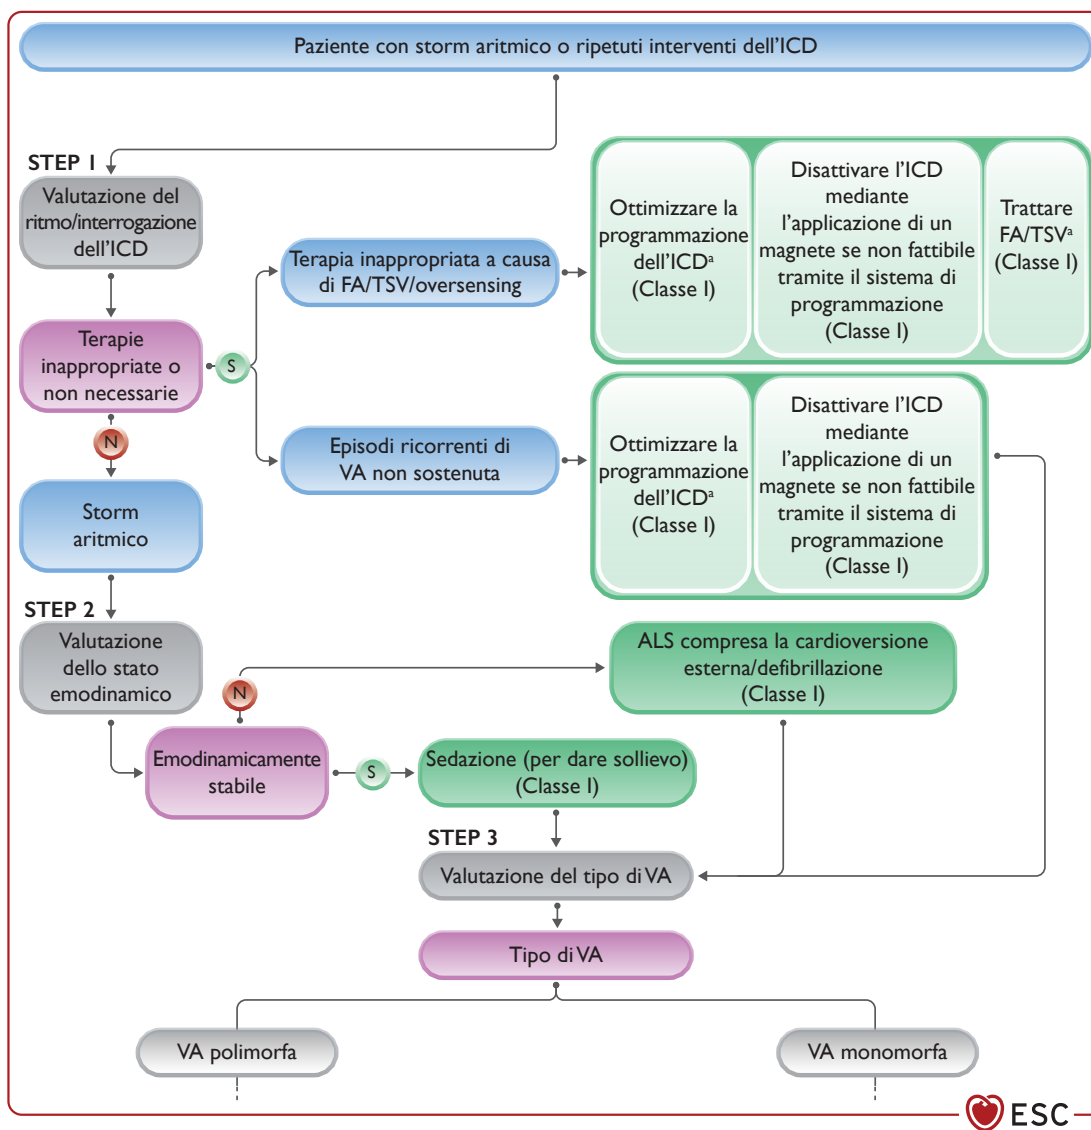 Paziente con storm aritmico o ripetuti interventi dell'ICD
STEP 1
Valutazione del
ritmo/interrogazione
dell'ICD
Terapie
inappropriate o
non necessarie
S
N
Terapia inappropriata a causa
di FA/TSV/oversensing
Ottimizzare la
programmazione
dell'ICDᵃ
(Classe I)
Disattivare l'ICD
mediante
l'applicazione di un
magnete se non fattibile
tramite il sistema di
programmazione
(Classe I)
Trattare
FA/TSVᵃ
(Classe I)
Episodi ricorrenti di
VA non sostenuta
Ottimizzare la
programmazione
dell'ICDᵃ
(Classe I)
Disattivare l'ICD
mediante
l'applicazione di un
magnete se non fattibile
tramite il sistema di
programmazione
(Classe I)
Storm
aritmico
STEP 2
Valutazione
dello stato
emodinamico
N
ALS compresa la cardioversione
esterna/defibrillazione
(Classe I)
Emodinamicamente
stabile
S
Sedazione (per dare sollievo)
(Classe I)
STEP 3
Valutazione del tipo di VA
Tipo di VA
VA polimorfa
VA monomorfa
ESC